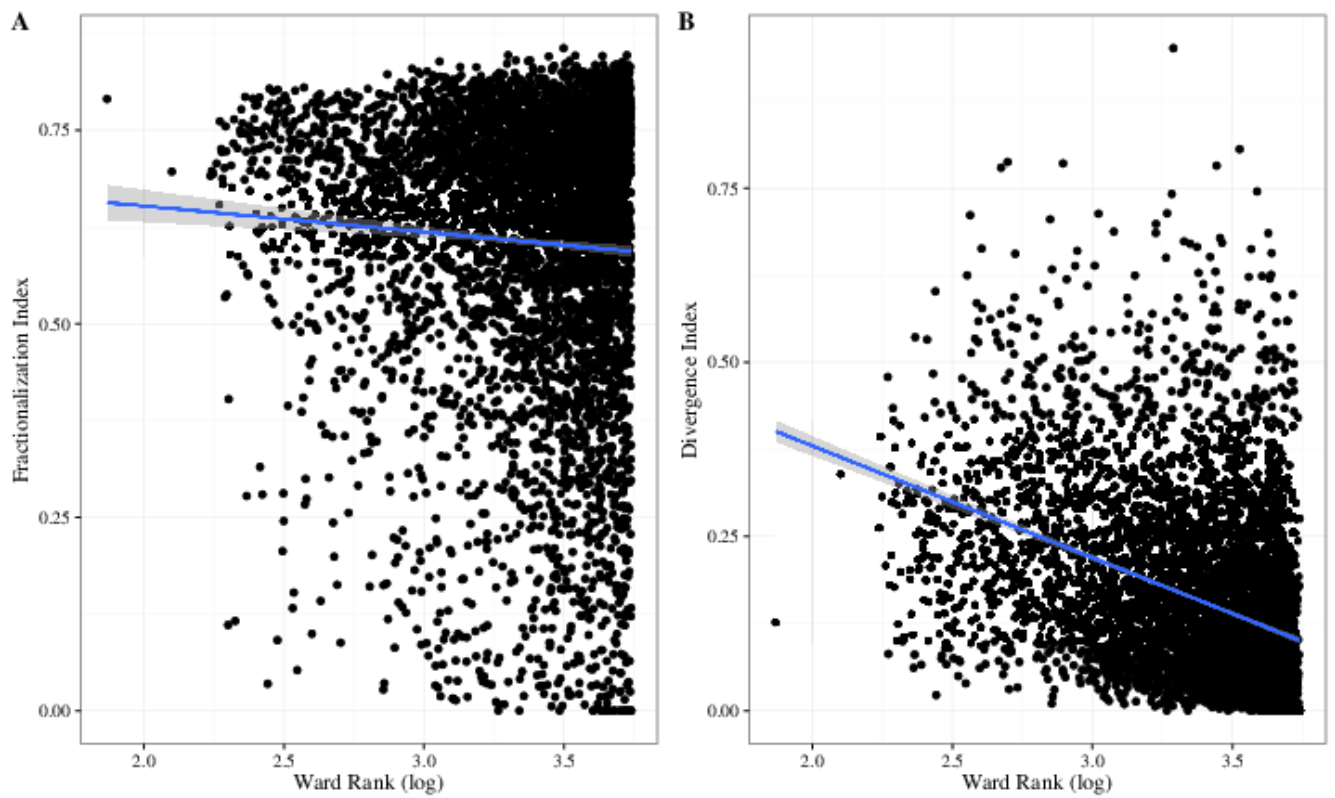 A
Fractionalization Index
0.75
0.50
0.25
0.00
2.0 2.5 3.0 3.5
Ward Rank (log)
B
Divergence Index
0.75
0.50
0.25
0.00
2.0 2.5 3.0 3.5
Ward Rank (log)